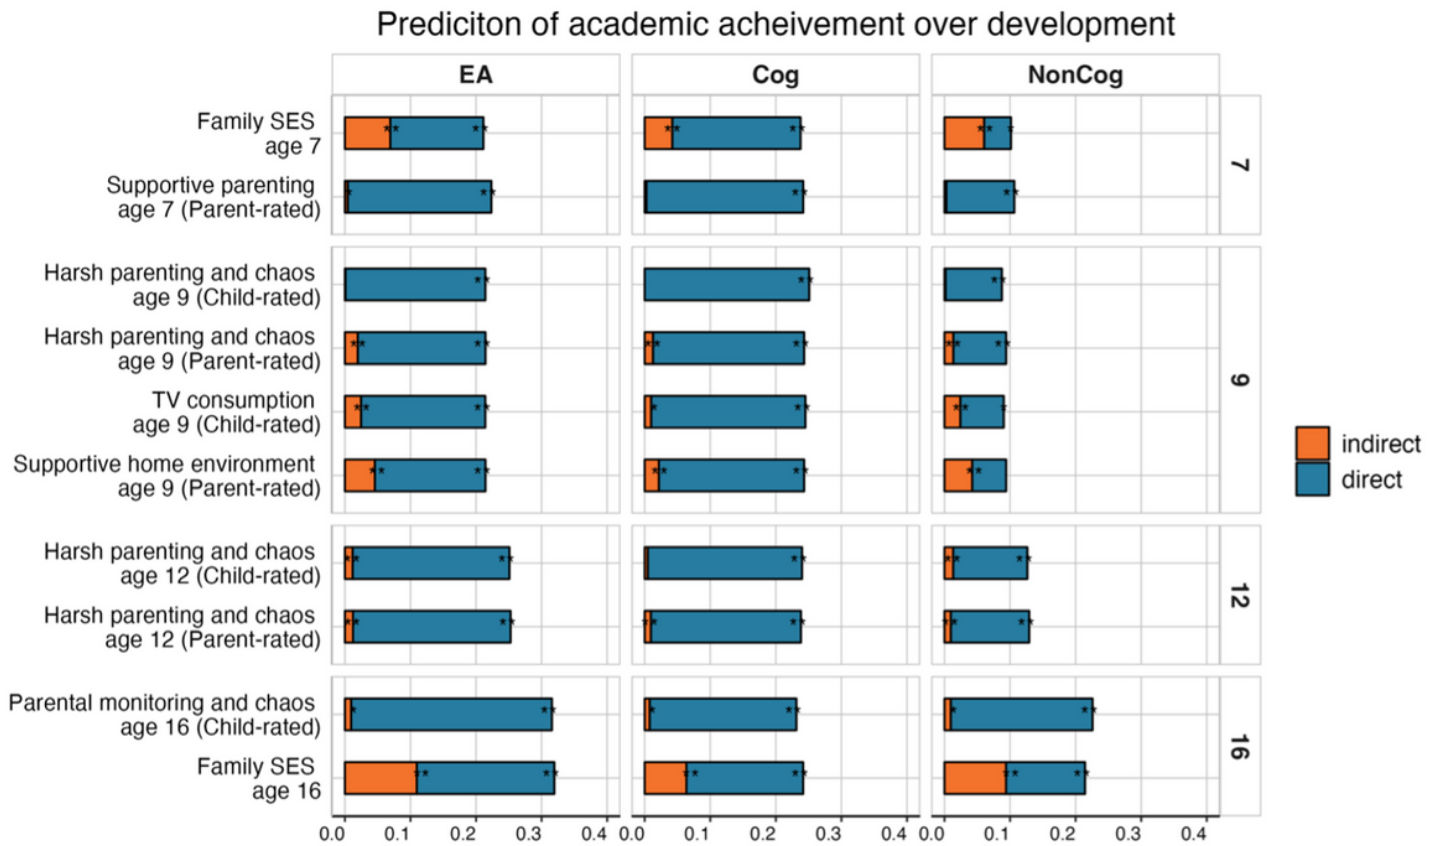 Prediciton of academic acheivement over development
EA Cog NonCog
Family SES
age 7
Supportive parenting
age 7 (Parent-rated)
7
Harsh parenting and chaos
age 9 (Child-rated)
Harsh parenting and chaos
age 9 (Parent-rated)
TV consumption
age 9 (Child-rated)
Supportive home environment
age 9 (Parent-rated)
9
Harsh parenting and chaos
age 12 (Child-rated)
Harsh parenting and chaos
age 12 (Parent-rated)
12
Parental monitoring and chaos
age 16 (Child-rated)
Family SES
age 16
16
0.0 0.1 0.2 0.3 0.4 0.0 0.1 0.2 0.3 0.4 0.0 0.1 0.2 0.3 0.4
indirect
direct